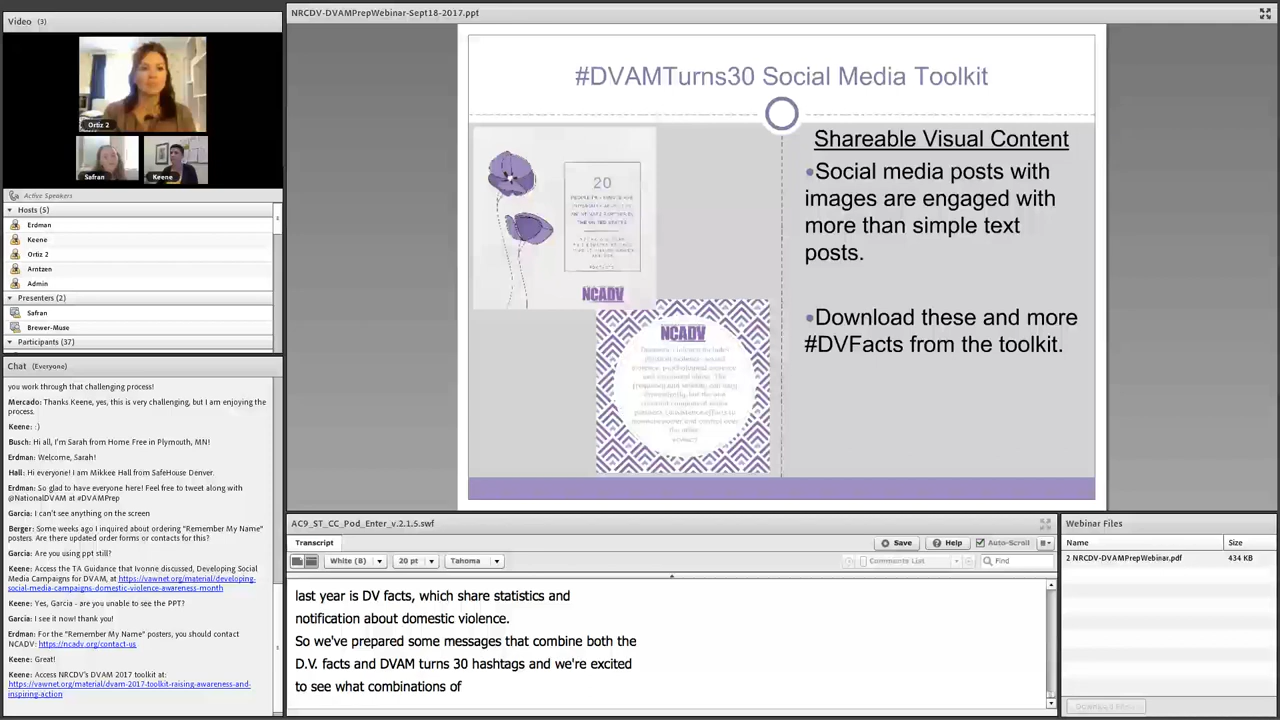 Video (3)
Ortiz 2
Safran
Keene
Active Speakers
Hosts (5)
Erdman
Keene
Ortiz 2
Arntzen
Admin
Presenters (2)
Safran
Brewer-Muse
Participants (37)
Chat (Everyone)
you work through that challenging process!
Mercado: Thanks Keene, yes, this is very challenging, but I am enjoying the
process.
Keene: :)
Busch: Hi all, I'm Sarah from Home Free in Plymouth, MN!
Erdman: Welcome, Sarah!
Hall: Hi everyone! I am Mikkee Hall from SafeHouse Denver.
Erdman: So glad to have everyone here! Feel free to tweet along with
@NationalDVAM at #DVAMPrep
Garcia: I can't see anything on the screen
Berger: Some weeks ago I inquired about ordering "Remember My Name"
posters. Are there updated order forms or contacts for this?
Garcia: Are you using ppt still?
Keene: Access the TA Guidance that Ivonne discussed, Developing Social
Media Campaigns for DVAM, at https://vawnet.org/material/developing-
social-media-campaigns-domestic-violence-awareness-month
Keene: Yes, Garcia - are you unable to see the PPT?
Garcia: I see it now! thank you!
Erdman: For the "Remember My Name" posters, you should contact
NCADV: https://ncadv.org/contact-us
Keene: Great!
Keene: Access NRCDV's DVAM 2017 toolkit at:
https://vawnet.org/material/dvam-2017-toolkit-raising-awareness-and-
inspiring-action
NRCDV-DVAMPrepWebinar-Sept18-2017.ppt
#DVAMTurns30 Social Media Toolkit
20
NCADV
NCADV
Shareable Visual Content
•Social media posts with
images are engaged with
more than simple text
posts.
•Download these and more
#DVFacts from the toolkit.
AC9_ST_CC_Pod_Enter_v.2.1.5.swf
Transcript
Save
Help
Auto-Scroll
White (B)
20 pt
Tahoma
Comments List
Find
last year is DV facts, which share statistics and
notification about domestic violence.
So we've prepared some messages that combine both the
D.V. facts and DVAM turns 30 hashtags and we're excited
to see what combinations of
Webinar Files
Name Size
2 NRCDV-DVAMPrepWebinar.pdf 434 KB